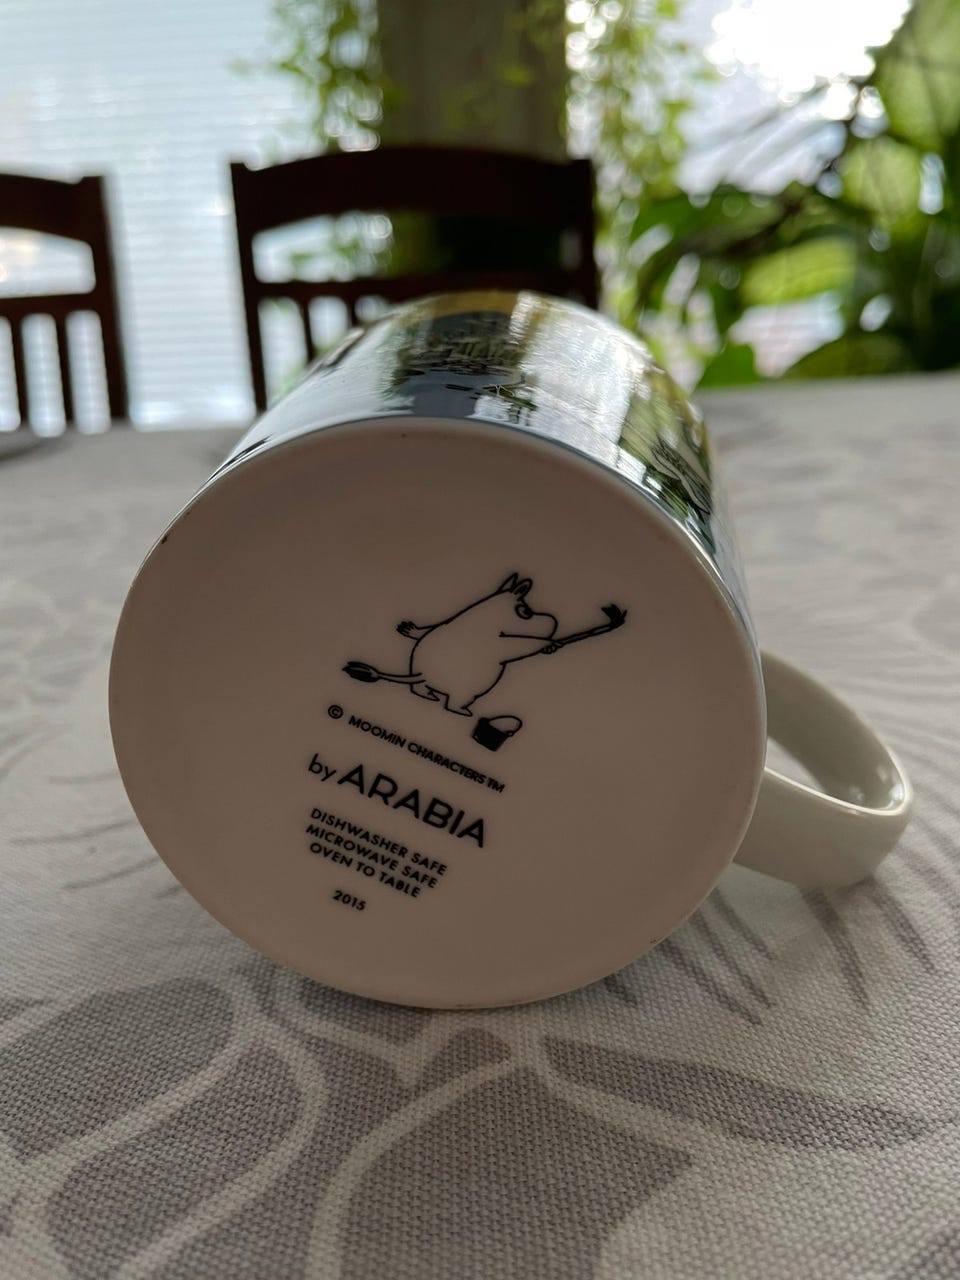 © MOOMIN CHARACTERS™
by ARABIA
DISHWASHER SAFE
MICROWAVE SAFE
OVEN TO TABLE
2015